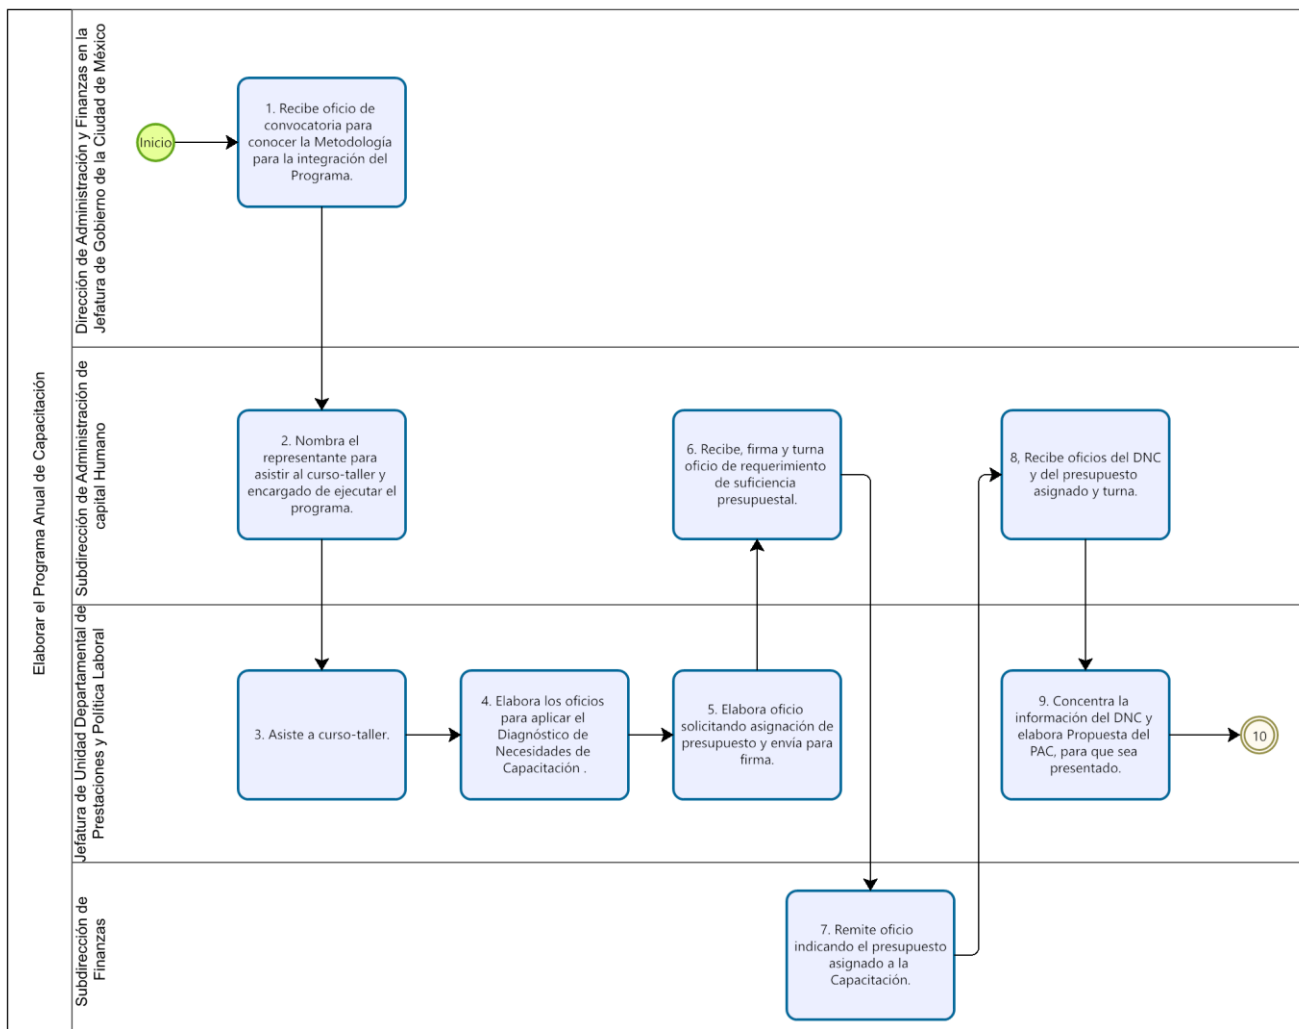 Elaborar el Programa Anual de Capacitación
Dirección de Administración y Finanzas en la
Jefatura de Gobierno de la Ciudad de México
Inicio
1. Recibe oficio de
convocatoria para
conocer la Metodología
para la integración del
Programa.
Subdirección de Administración de
capital Humano
2. Nombra el
representante para
asistir al curso-taller y
encargado de ejecutar el
programa.
6. Recibe, firma y turna
oficio de requerimiento
de suficiencia
presupuestal.
8, Recibe oficios del DNC
y del presupuesto
asignado y turna.
Jefatura de Unidad Departamental de
Prestaciones y Política Laboral
3. Asiste a curso-taller.
4. Elabora los oficios
para aplicar el
Diagnóstico de
Necesidades de
Capacitación .
5. Elabora oficio
solicitando asignación de
presupuesto y envía para
firma.
9. Concentra la
información del DNC y
elabora Propuesta del
PAC, para que sea
presentado.
10
Subdirección de
Finanzas
7. Remite oficio
indicando el presupuesto
asignado a la
Capacitación.